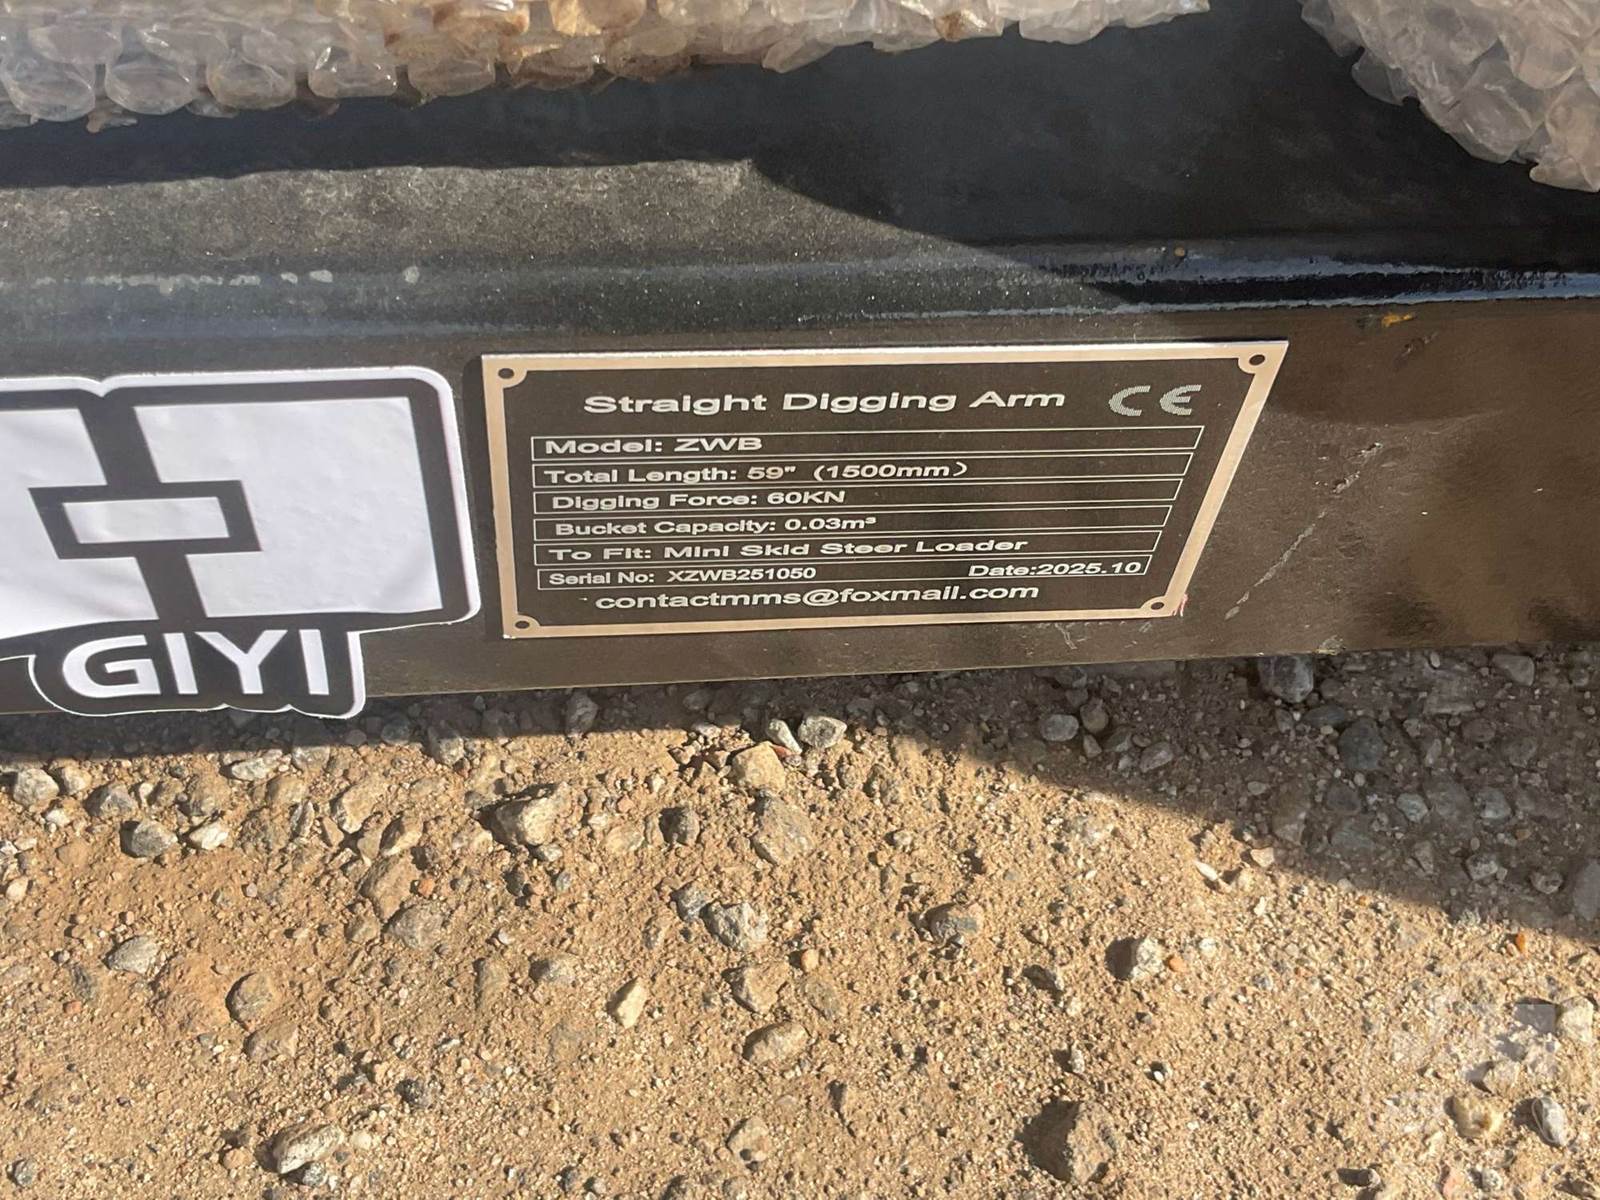 Straight Digging Arm CE
Model: ZWB
Total Length: 59" (1500mm)
Digging Force: 60KN
Bucket Capacity: 0.03m³
To Fit: Mini Skid Steer Loader
Serial No: XZWB251050 Date:2025.10
contactmms@foxmail.com
GIYI